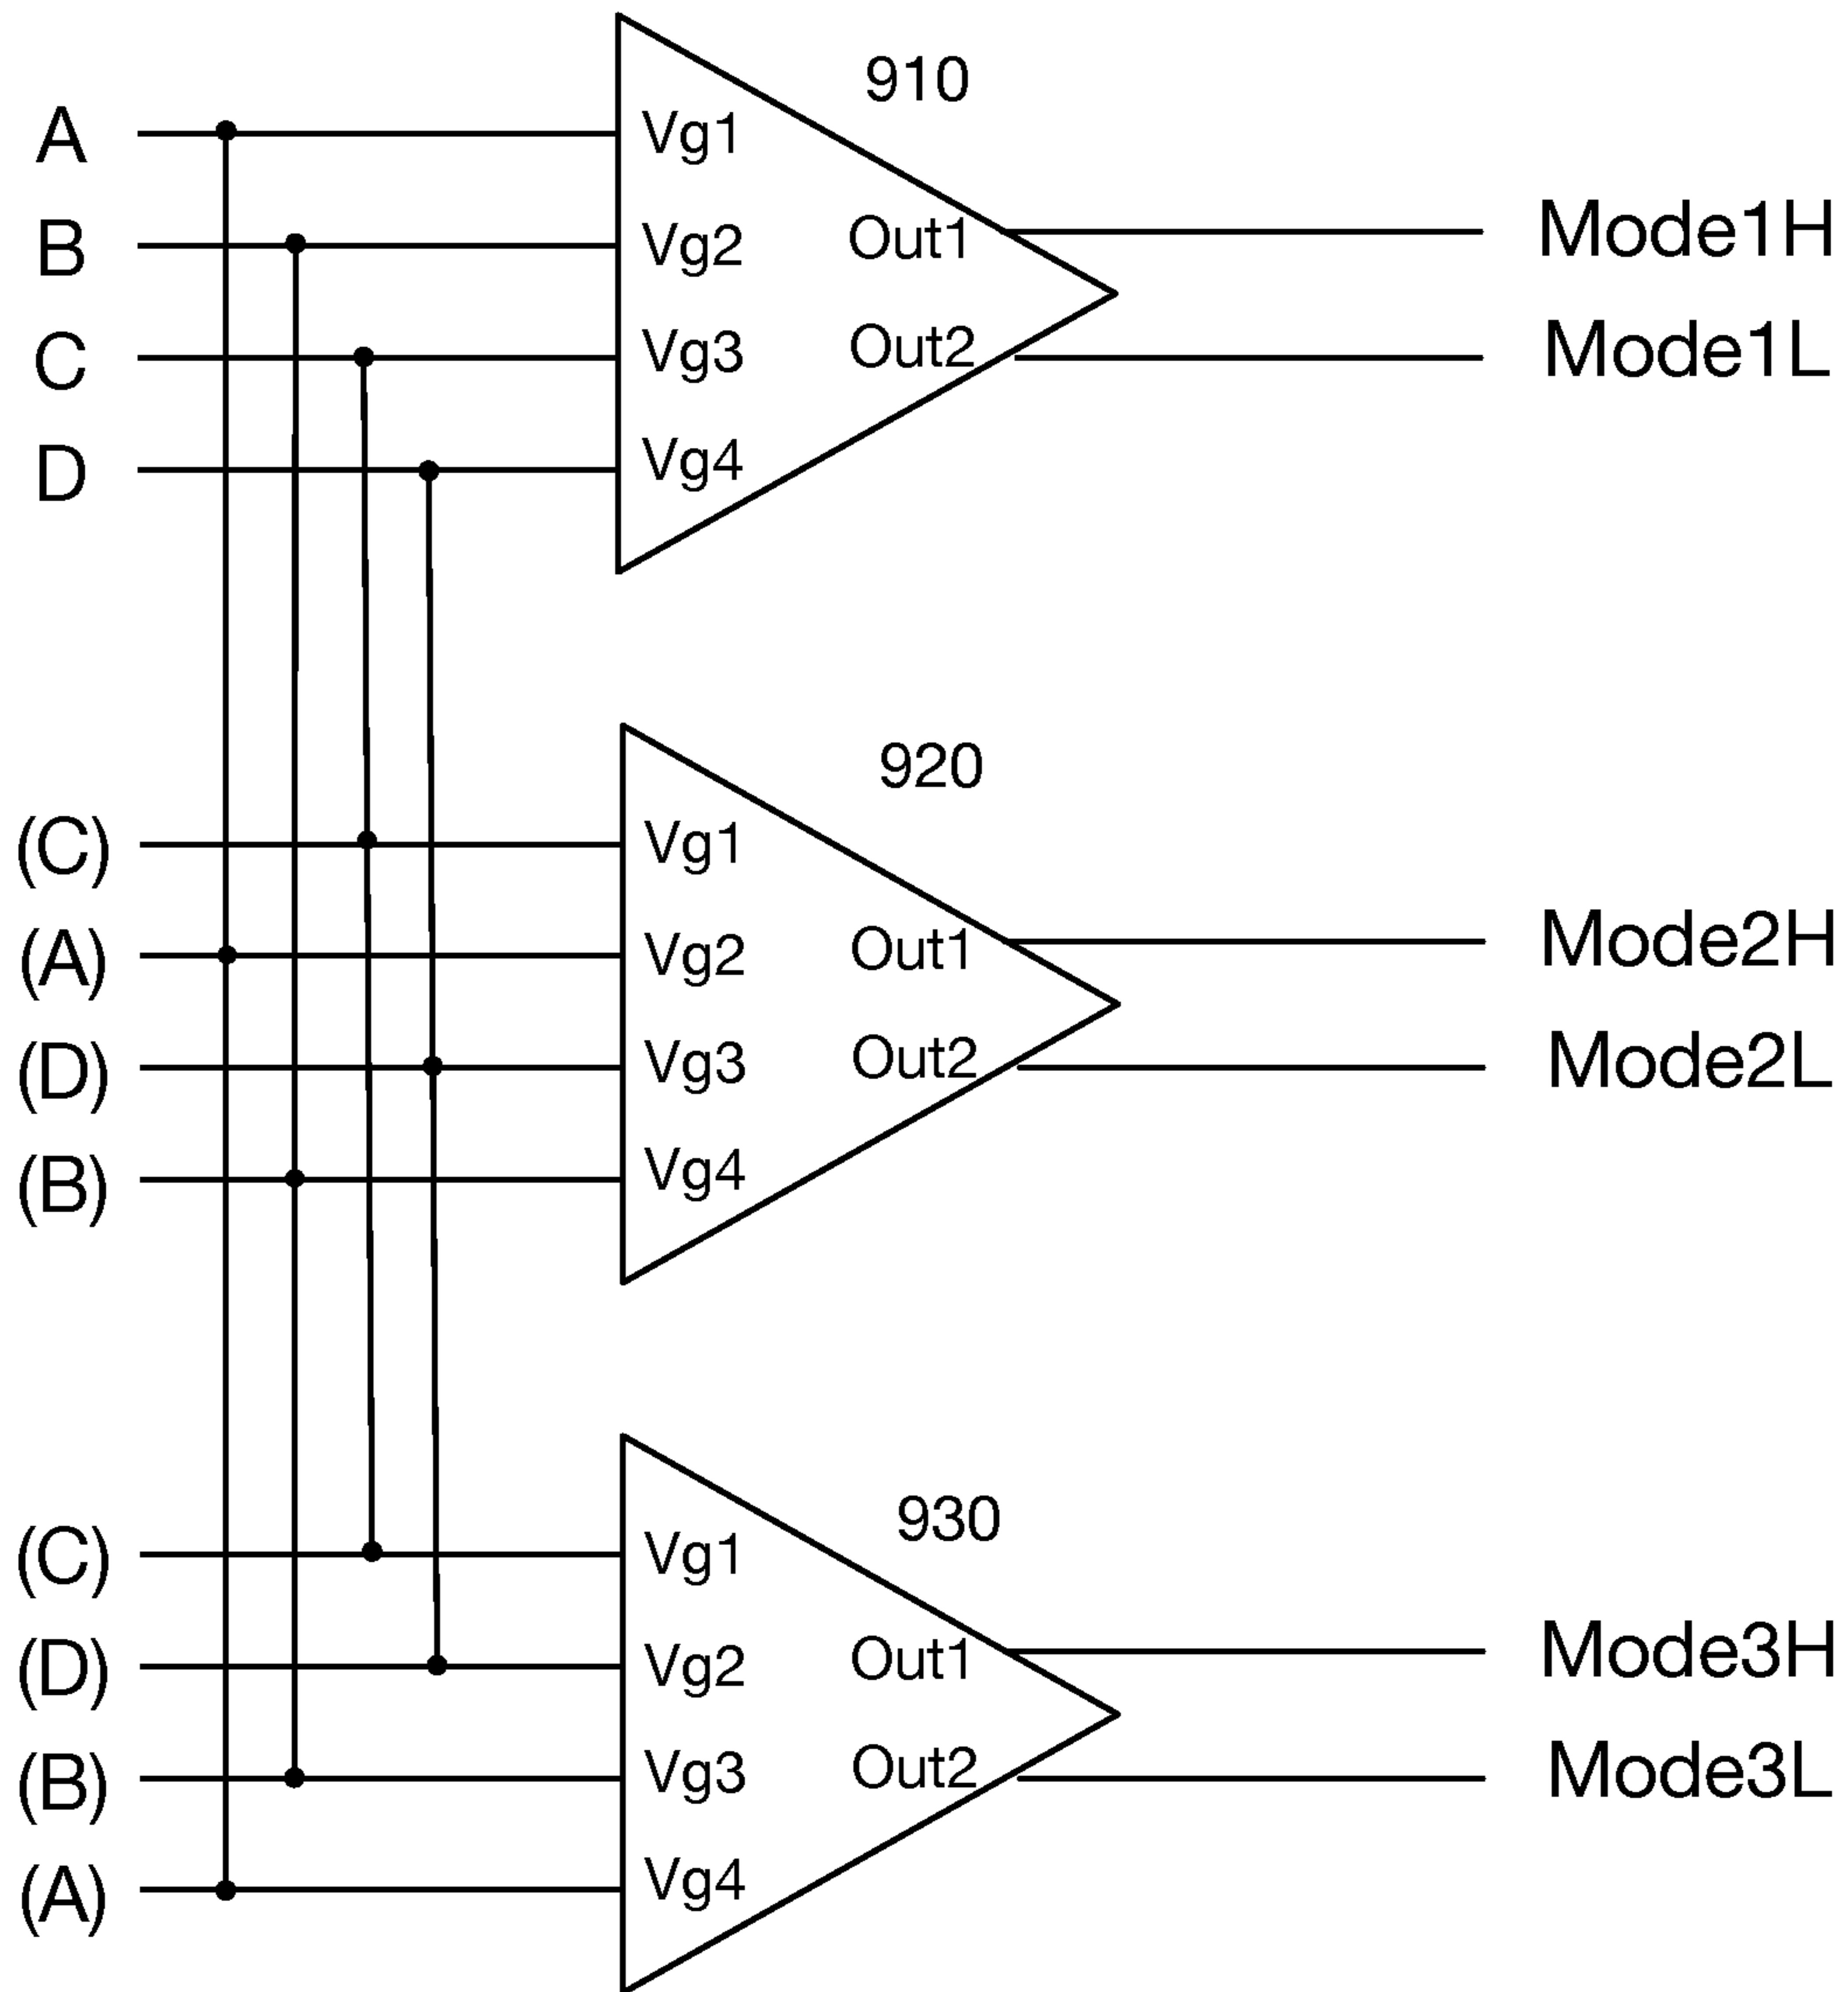 910
A Vg1
B Vg2 Out1 Mode1H
C Vg3 Out2 Mode1L
D Vg4
920
(C) Vg1
(A) Vg2 Out1 Mode2H
(D) Vg3 Out2 Mode2L
(B) Vg4
930
(C) Vg1
(D) Vg2 Out1 Mode3H
(B) Vg3 Out2 Mode3L
(A) Vg4